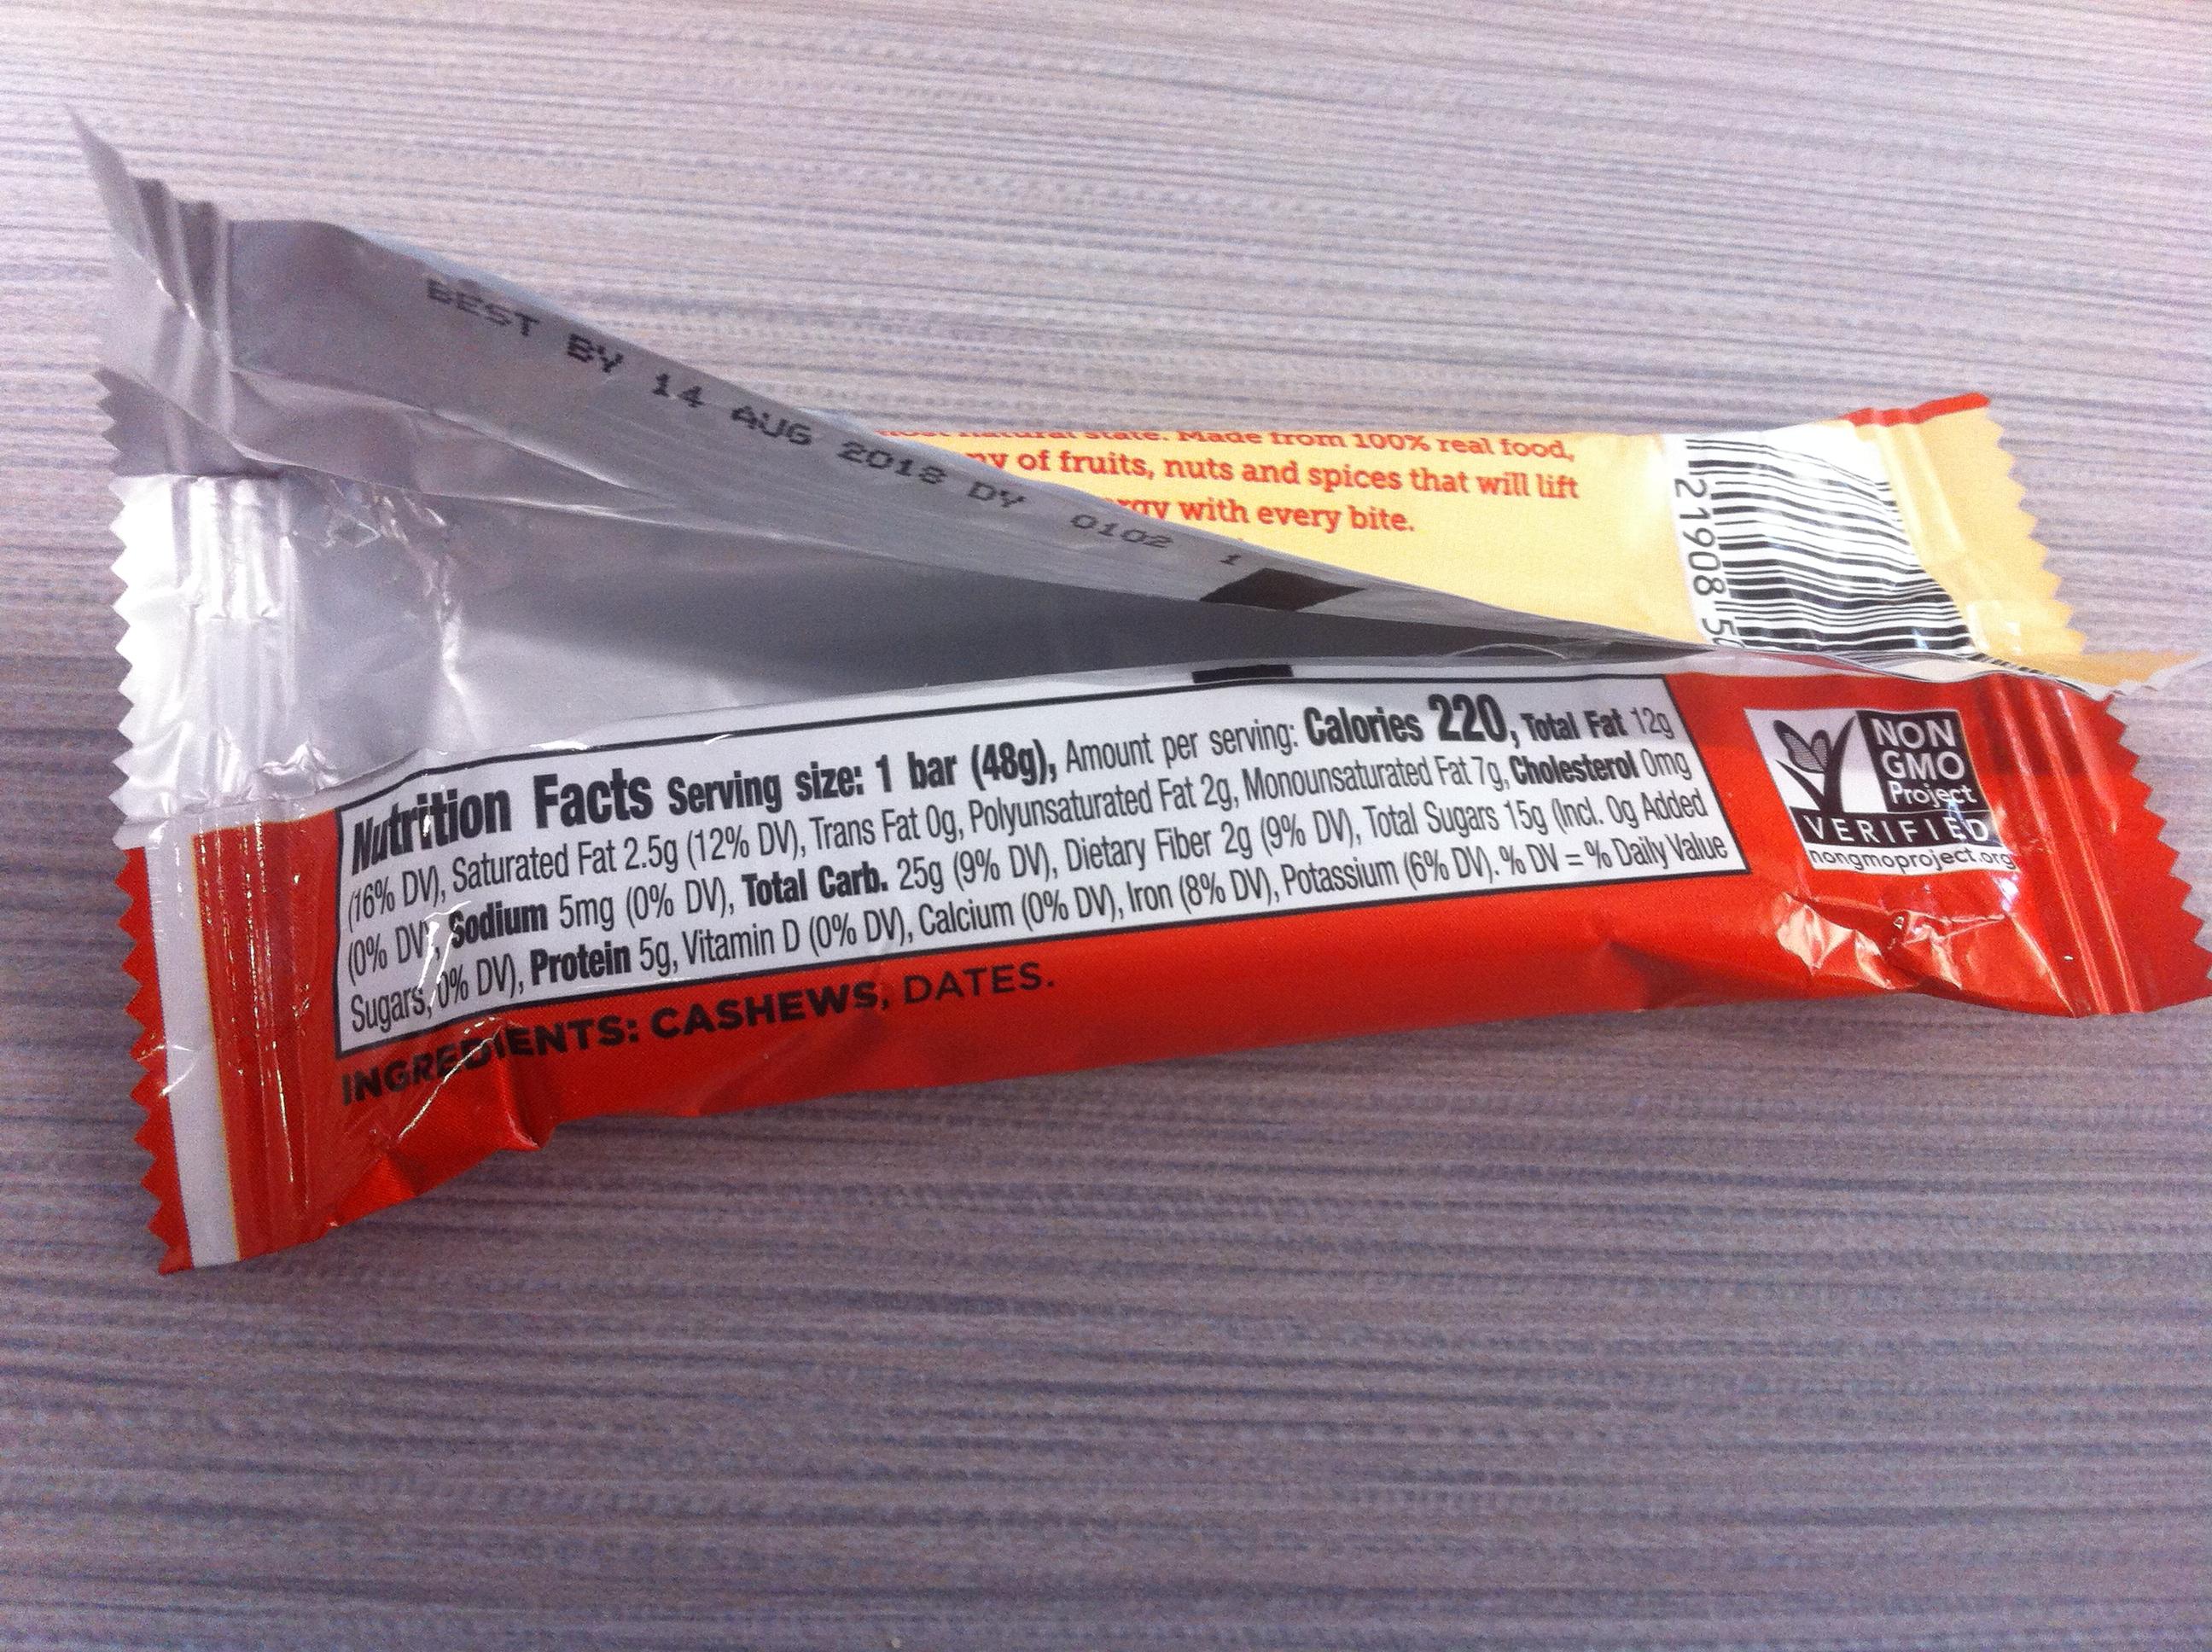 BEST BY 14 AUG 2018 DY 0102 1
natural state. Made from 100% real food,
of fruits, nuts and spices that will lift
with every bite.
21908 5
Nutrition Facts Serving size: 1 bar (48g), Amount per serving: Calories 220, Total Fat 12g
(16% DV), Saturated Fat 2.5g (12% DV), Trans Fat 0g, Polyunsaturated Fat 2g, Monounsaturated Fat 7g, Cholesterol 0mg
(0% DV), Sodium 5mg (0% DV), Total Carb. 25g (9% DV), Dietary Fiber 2g (9% DV), Total Sugars 15g (Incl. 0g Added
Sugars, 0% DV), Protein 5g, Vitamin D (0% DV), Calcium (0% DV), Iron (8% DV), Potassium (6% DV). % DV = % Daily Value
INGREDIENTS: CASHEWS, DATES.
NON
GMO
Project
VERIFIED
nongmoproject.org